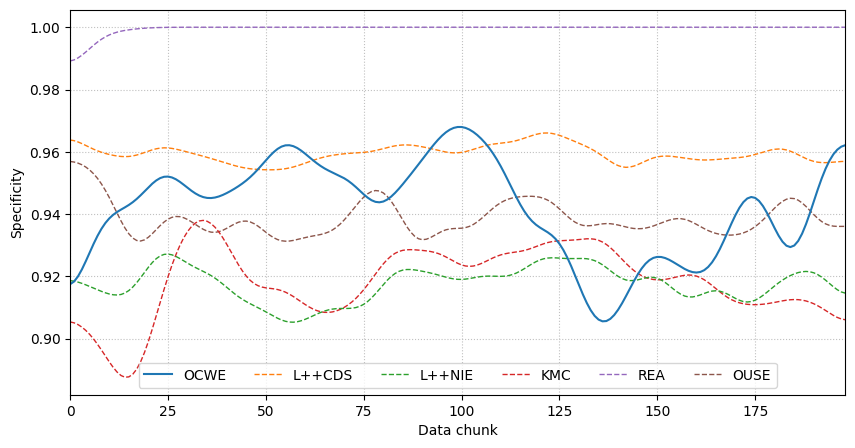 1.00
0.98
0.96
0.94
0.92
0.90
Specificity
OCWE L++CDS L++NIE KMC REA OUSE
0 25 50 75 100 125 150 175
Data chunk